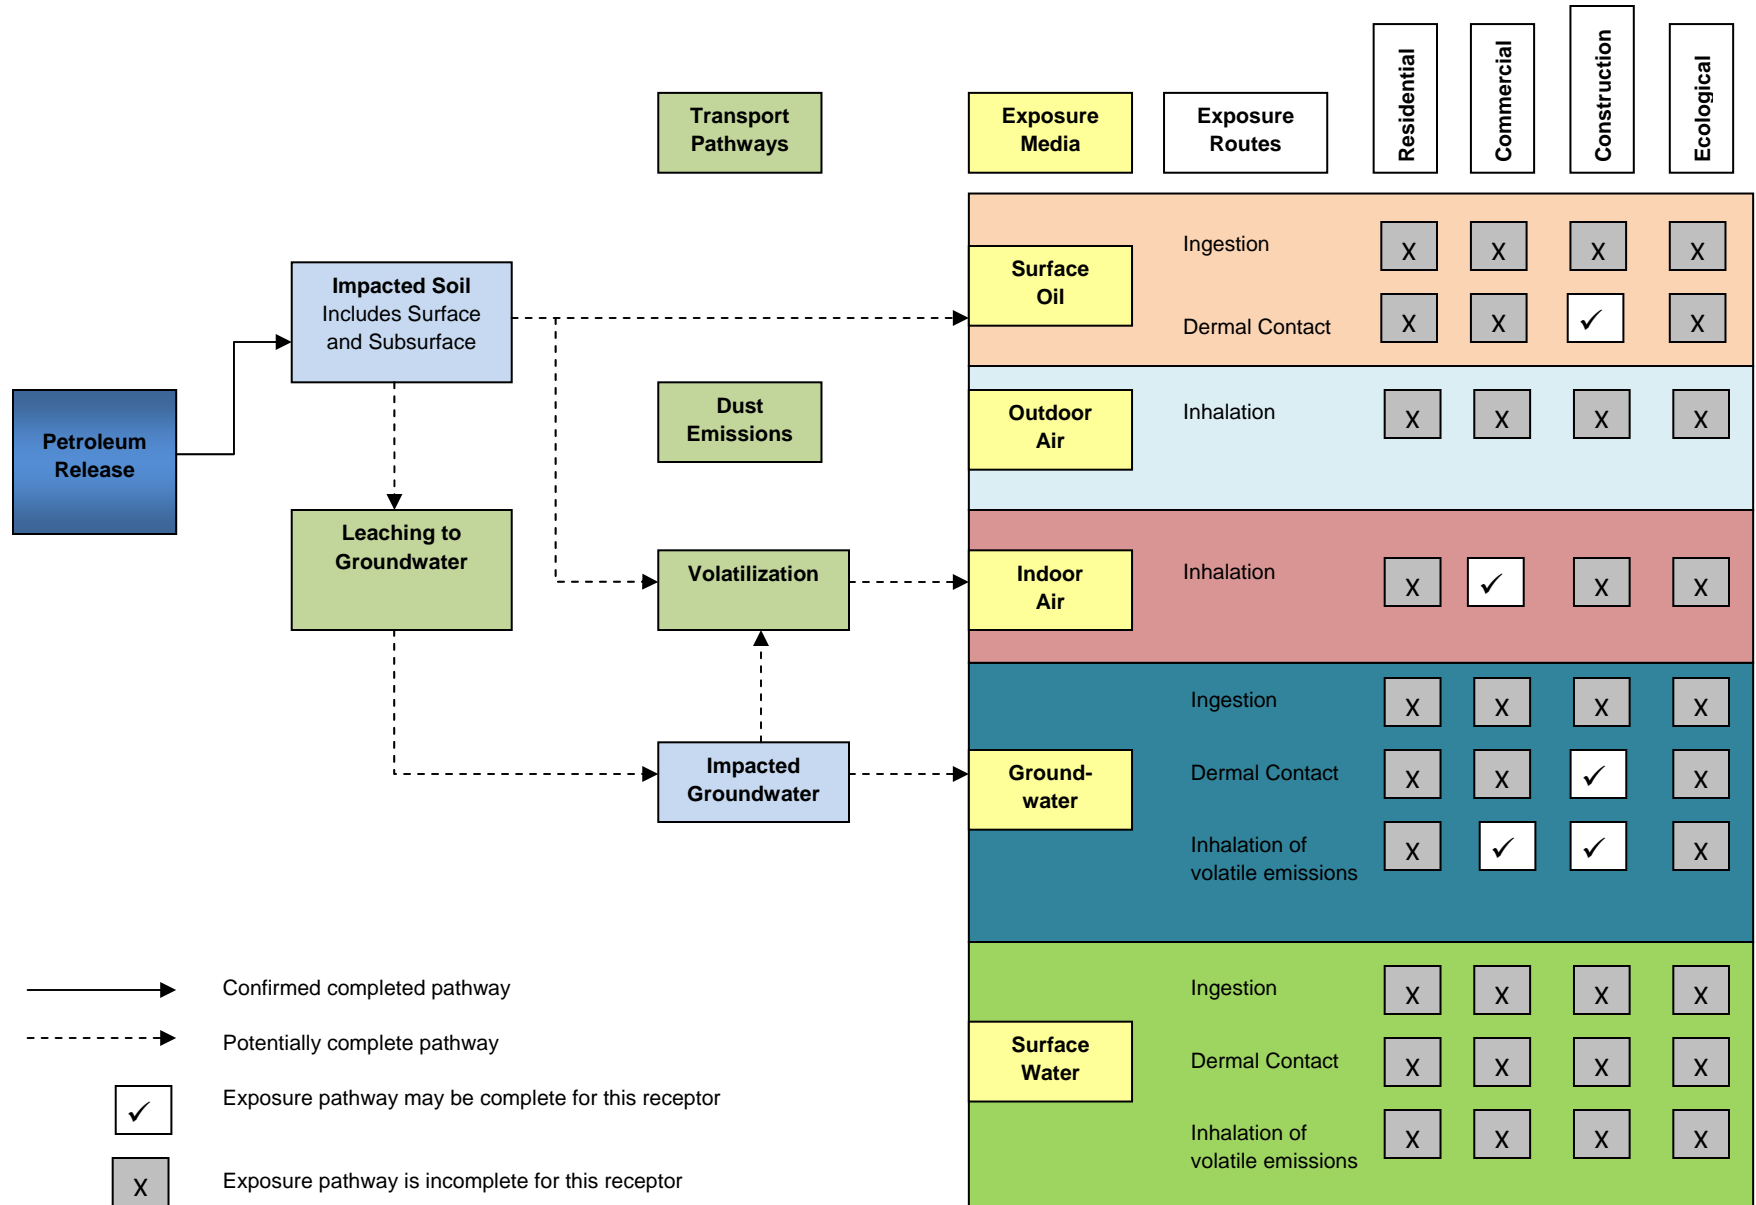 Residential
Commercial
Construction
Ecological
Transport
Pathways
Exposure
Media
Exposure
Routes
Ingestion
X X X X
Surface
Oil
Dermal Contact
X X ✓ X
Impacted Soil
Includes Surface
and Subsurface
Petroleum
Release
Dust
Emissions
Outdoor
Air
Inhalation
X X X X
Leaching to
Groundwater
Volatilization
Indoor
Air
Inhalation
X ✓ X X
Ingestion
X X X X
Impacted
Groundwater
Ground-
water
Dermal Contact
X X ✓ X
Inhalation of
volatile emissions
X ✓ ✓ X
Ingestion
X X X X
Surface
Water
Dermal Contact
X X X X
Inhalation of
volatile emissions
X X X X
Confirmed completed pathway
Potentially complete pathway
✓ Exposure pathway may be complete for this receptor
X Exposure pathway is incomplete for this receptor